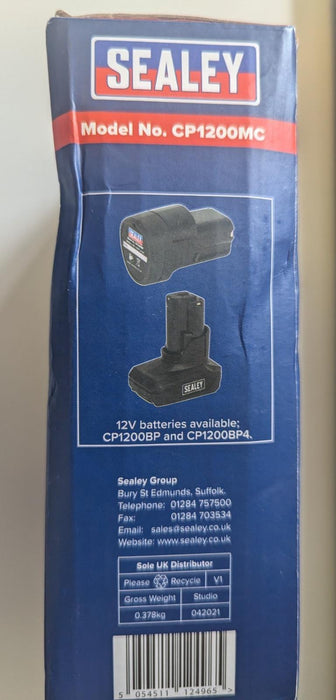 SEALEY
Model No. CP1200MC
SEALEY
SEALEY
12V batteries available;
CP1200BP and CP1200BP4.
Sealey Group
Bury St Edmunds, Suffolk.
Telephone: 01284 757500
Fax: 01284 703534
Email: sales@sealey.co.uk
Website: www.sealey.co.uk
Sole UK Distributor
Please Recycle V1
Gross Weight Studio
0.378kg 042021
5 054511 124965 >